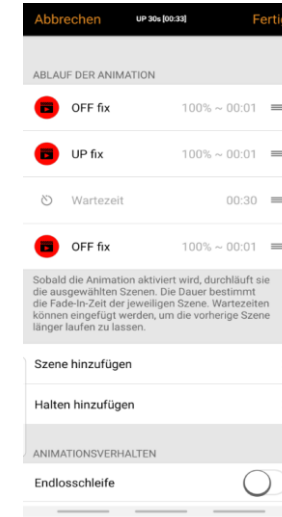 Abbrechen UP 30s [00:33] Ferti
ABLAUF DER ANIMATION
OFF fix 100% ~ 00:01
UP fix 100% ~ 00:01
Wartezeit 00:30
OFF fix 100% ~ 00:01
Sobald die Animation aktiviert wird, durchläuft sie
die ausgewählten Szenen. Die Dauer bestimmt
die Fade-In-Zeit der jeweiligen Szene. Wartezeiten
können eingefügt werden, um die vorherige Szene
länger laufen zu lassen.
Szene hinzufügen
Halten hinzufügen
ANIMATIONSVERHALTEN
Endlosschleife